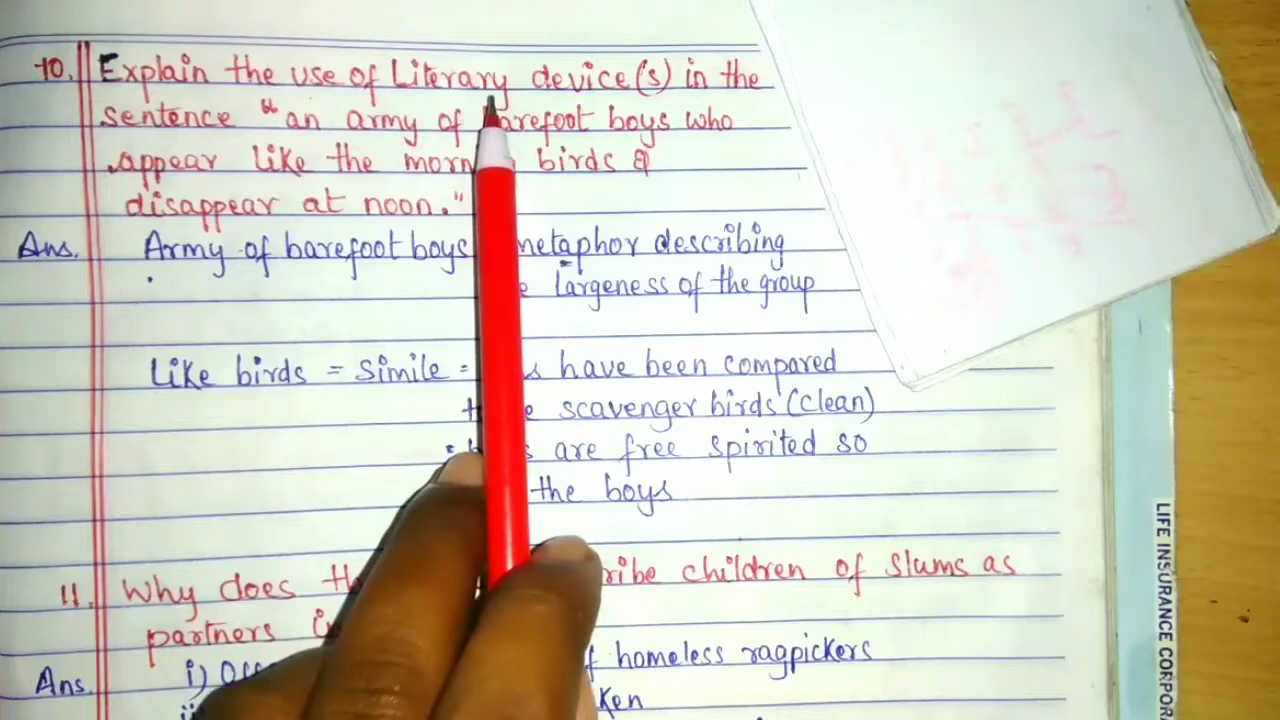 10. Explain the use of Literary device(s) in the
sentence "an army of barefoot boys who
appear like the birds &
disappear at noon."
Ans. Army of barefoot boys metaphor describing
largeness of the group
Like birds = Simile = have been compared
scavenger birds (clean)
are free spirited so
the boys
11. Why does children of slums as
partners
Ans. i) homeless ragpickers
LIFE INSURANCE